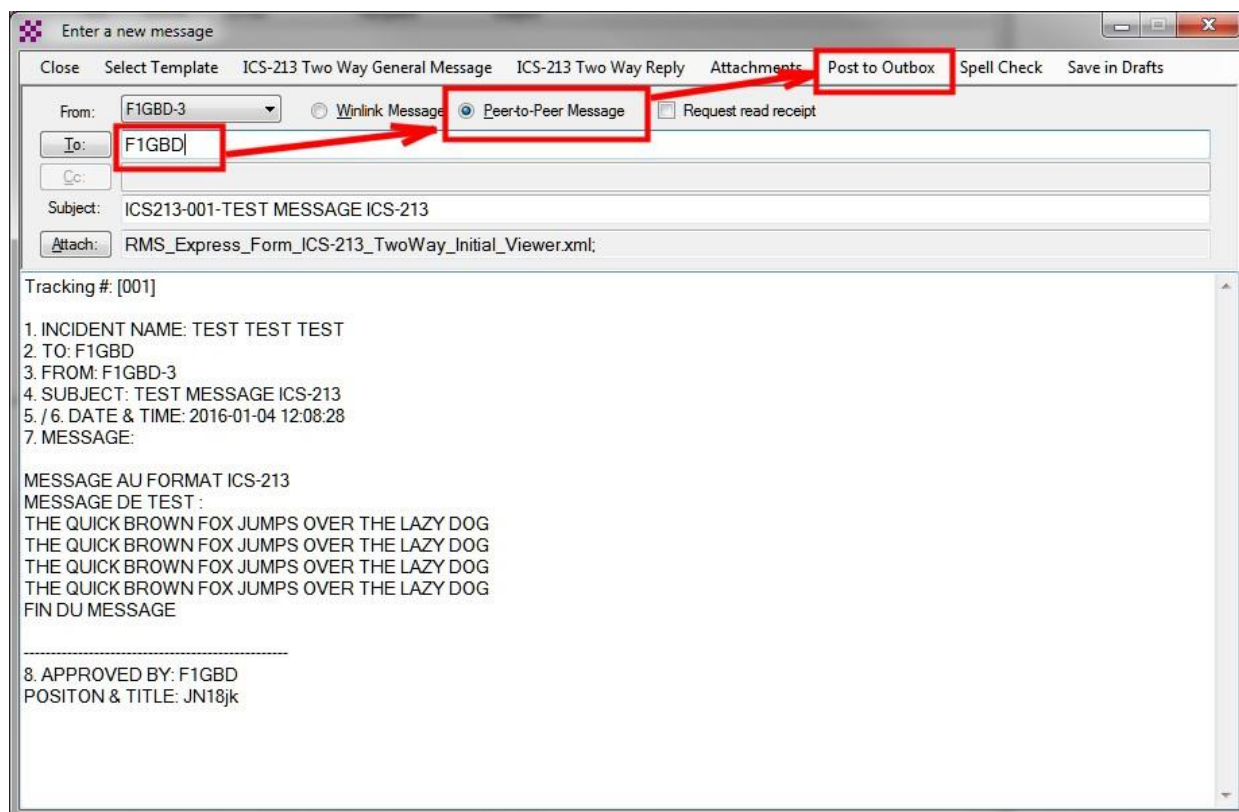 Enter a new message
Close Select Template ICS-213 Two Way General Message ICS-213 Two Way Reply Attachments Post to Outbox Spell Check Save in Drafts
From: F1GBD-3 Winlink Message Peer-to-Peer Message Request read receipt
To: F1GBD
Cc:
Subject: ICS213-001-TEST MESSAGE ICS-213
Attach: RMS_Express_Form_ICS-213_TwoWay_Initial_Viewer.xml;
Tracking #: [001]
1. INCIDENT NAME: TEST TEST TEST
2. TO: F1GBD
3. FROM: F1GBD-3
4. SUBJECT: TEST MESSAGE ICS-213
5. / 6. DATE & TIME: 2016-01-04 12:08:28
7. MESSAGE:
MESSAGE AU FORMAT ICS-213
MESSAGE DE TEST :
THE QUICK BROWN FOX JUMPS OVER THE LAZY DOG
THE QUICK BROWN FOX JUMPS OVER THE LAZY DOG
THE QUICK BROWN FOX JUMPS OVER THE LAZY DOG
THE QUICK BROWN FOX JUMPS OVER THE LAZY DOG
FIN DU MESSAGE
------------------------------------------------
8. APPROVED BY: F1GBD
POSITON & TITLE: JN18jk